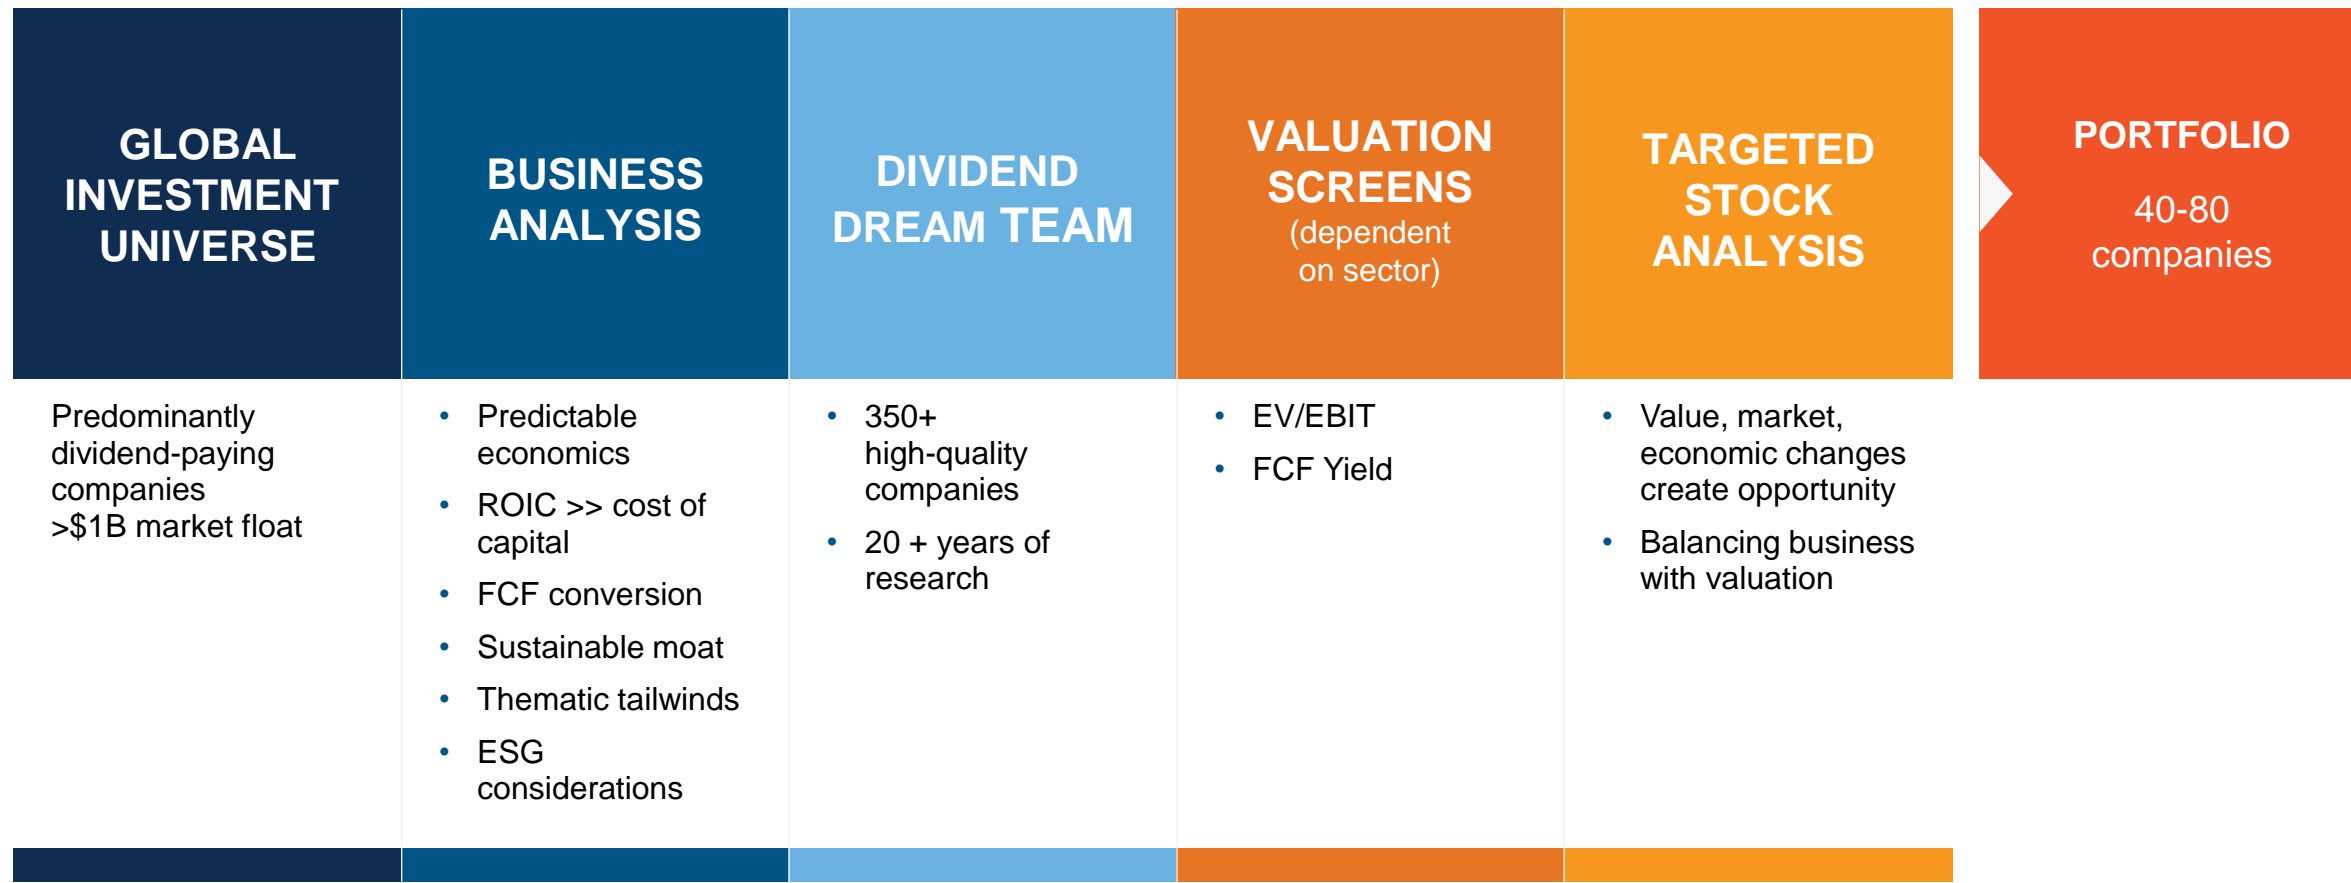 GLOBAL
INVESTMENT
UNIVERSE
BUSINESS
ANALYSIS
DIVIDEND
DREAM TEAM
VALUATION
SCREENS
(dependent
on sector)
TARGETED
STOCK
ANALYSIS
PORTFOLIO
40-80
companies
Predominantly
dividend-paying
companies
>$1B market float
• Predictable
economics
• ROIC >> cost of
capital
• FCF conversion
• Sustainable moat
• Thematic tailwinds
• ESG
considerations
• 350+
high-quality
companies
• 20 + years of
research
• EV/EBIT
• FCF Yield
• Value, market,
economic changes
create opportunity
• Balancing business
with valuation